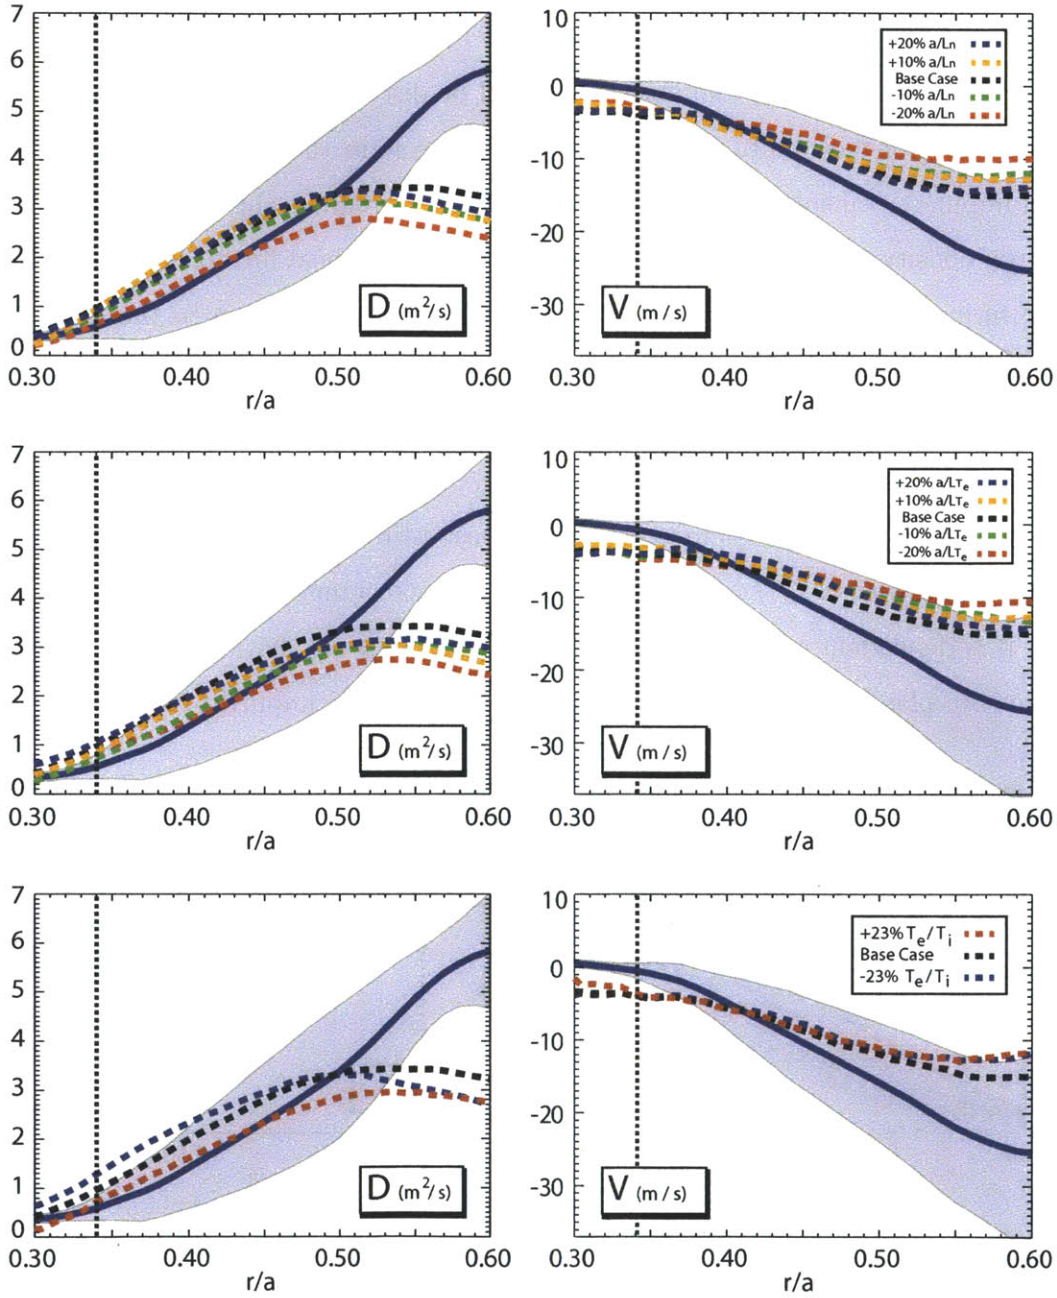 7
6
5
4
3
2
1
0
0.30
0.40
0.50
0.60
r/a
D (m²/s)
10
0
-10
-20
-30
0.30
0.40
0.50
0.60
r/a
V (m/s)
+20% a/Ln
+10% a/Ln
Base Case
-10% a/Ln
-20% a/Ln
7
6
5
4
3
2
1
0
0.30
0.40
0.50
0.60
r/a
D (m²/s)
10
0
-10
-20
-30
0.30
0.40
0.50
0.60
r/a
V (m/s)
+20% a/LTe
+10% a/LTe
Base Case
-10% a/LTe
-20% a/LTe
7
6
5
4
3
2
1
0
0.30
0.40
0.50
0.60
r/a
D (m²/s)
10
0
-10
-20
-30
0.30
0.40
0.50
0.60
r/a
V (m/s)
+23% Te/Ti
Base Case
-23% Te/Ti